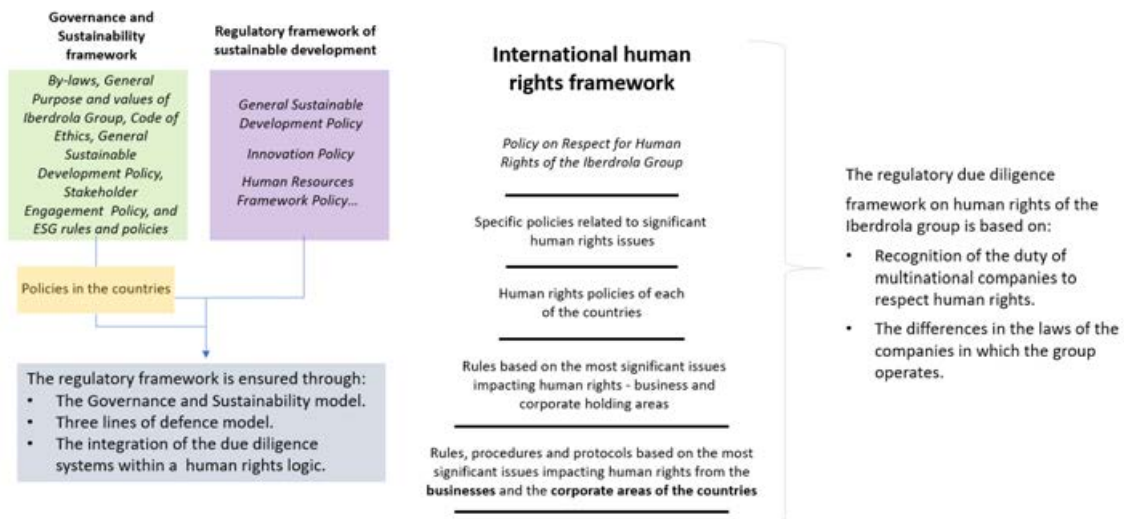 Governance and
Sustainability
framework
By-laws, General
Purpose and values of
Iberdrola Group, Code of
Ethics, General
Sustainable
Development Policy,
Stakeholder
Engagement Policy, and
ESG rules and policies
Regulatory framework of
sustainable development
General Sustainable
Development Policy
Innovation Policy
Human Resources
Framework Policy...
Policies in the countries
The regulatory framework is ensured through:
• The Governance and Sustainability model.
• Three lines of defence model.
• The integration of the due diligence
systems within a human rights logic.
International human
rights framework
Policy on Respect for Human
Rights of the Iberdrola Group
Specific policies related to significant
human rights issues
Human rights policies of each
of the countries
Rules based on the most significant issues
impacting human rights - business and
corporate holding areas
Rules, procedures and protocols based on the most
significant issues impacting human rights from the
businesses and the corporate areas of the countries
The regulatory due diligence
framework on human rights of the
Iberdrola group is based on:
• Recognition of the duty of
multinational companies to
respect human rights.
• The differences in the laws of the
companies in which the group
operates.